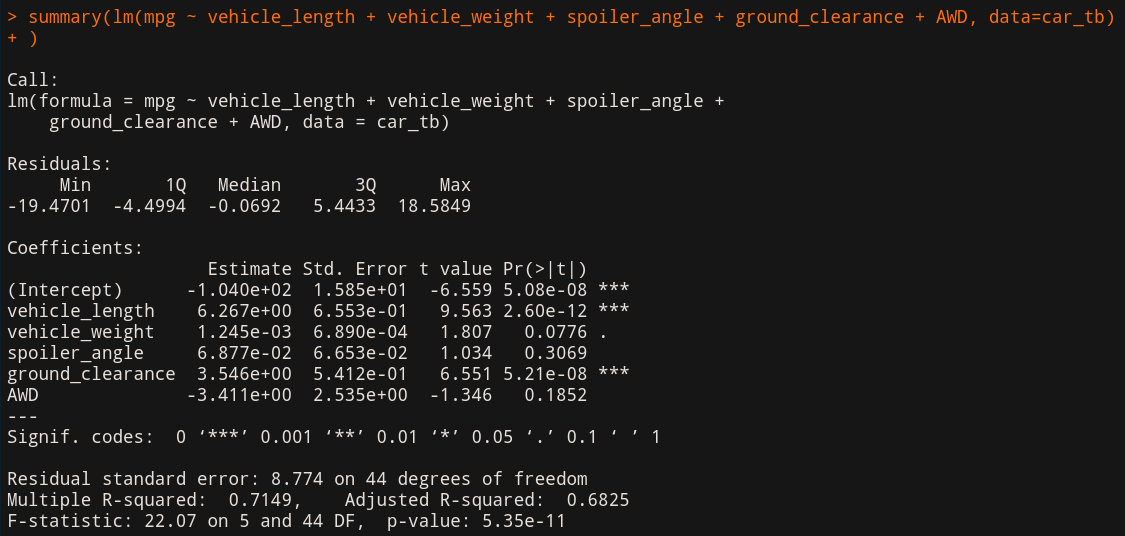 > summary(lm(mpg ~ vehicle_length + vehicle_weight + spoiler_angle + ground_clearance + AWD, data=car_tb)
+ )

Call:
lm(formula = mpg ~ vehicle_length + vehicle_weight + spoiler_angle +
    ground_clearance + AWD, data = car_tb)

Residuals:
     Min       1Q   Median       3Q      Max
-19.4701  -4.4994  -0.0692   5.4433  18.5849

Coefficients:
                   Estimate Std. Error t value Pr(>|t|)
(Intercept)      -1.040e+02  1.585e+01  -6.559 5.08e-08 ***
vehicle_length    6.267e+00  6.553e-01   9.563 2.60e-12 ***
vehicle_weight    1.245e-03  6.890e-04   1.807   0.0776 .
spoiler_angle     6.877e-02  6.653e-02   1.034   0.3069
ground_clearance  3.546e+00  5.412e-01   6.551 5.21e-08 ***
AWD              -3.411e+00  2.535e+00  -1.346   0.1852
---
Signif. codes:  0 ‘***’ 0.001 ‘**’ 0.01 ‘*’ 0.05 ‘.’ 0.1 ‘ ’ 1

Residual standard error: 8.774 on 44 degrees of freedom
Multiple R-squared:  0.7149,    Adjusted R-squared:  0.6825
F-statistic: 22.07 on 5 and 44 DF,  p-value: 5.35e-11